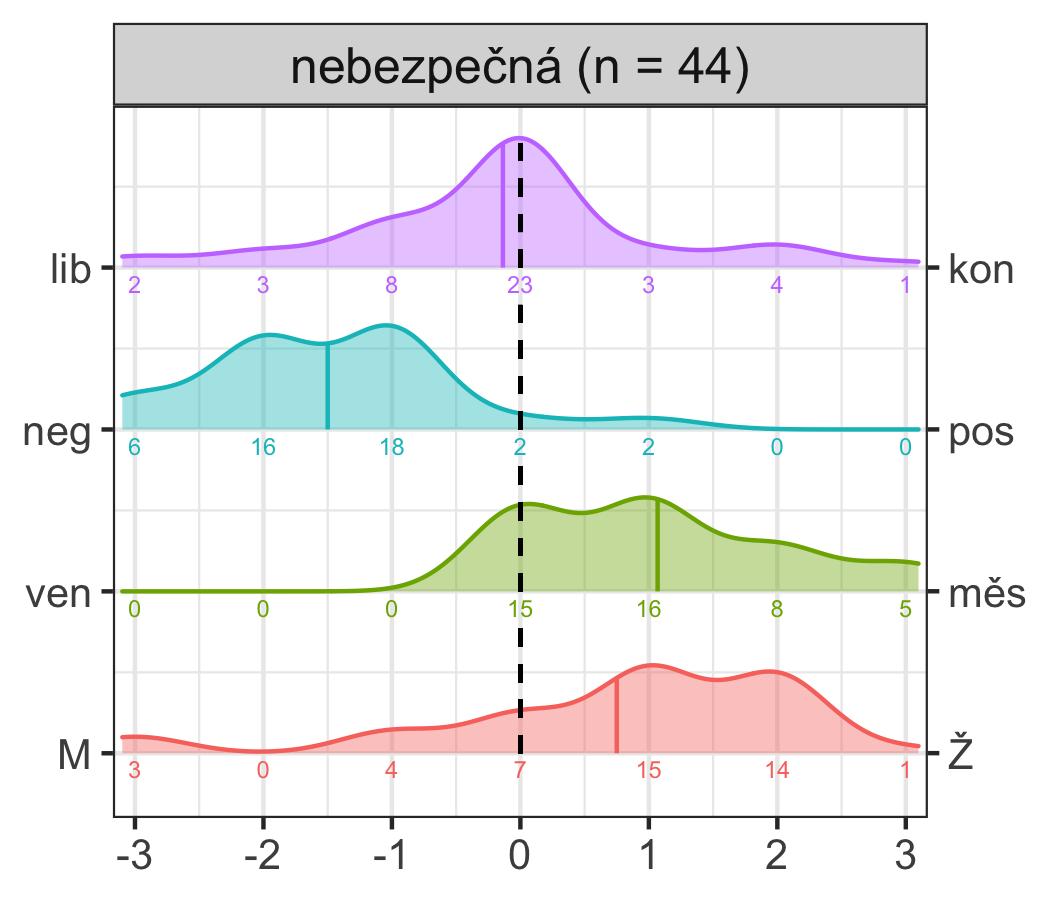 nebezpečná (n = 44)
lib kon
2 3 8 23 3 4 1
neg pos
6 16 18 2 2 0 0
ven měs
0 0 0 15 16 8 5
M Ž
3 0 4 7 15 14 1
-3 -2 -1 0 1 2 3